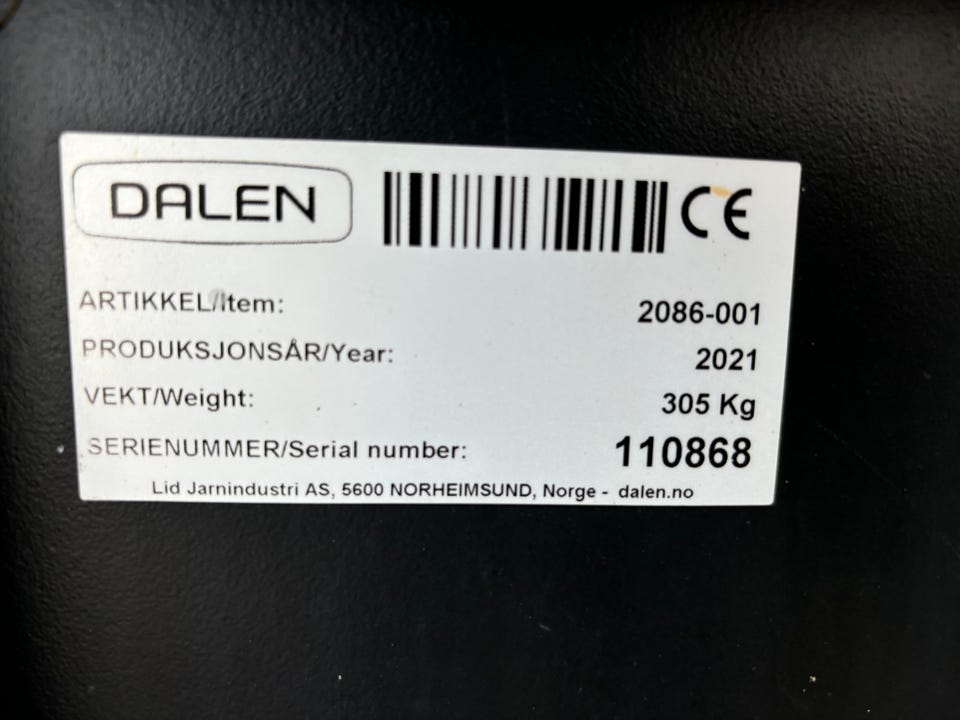 DALEN
CE
ARTIKKEL/Item: 2086-001
PRODUKSJONSÅR/Year: 2021
VEKT/Weight: 305 Kg
SERIENUMMER/Serial number: 110868
Lid Jarnindustri AS, 5600 NORHEIMSUND, Norge - dalen.no